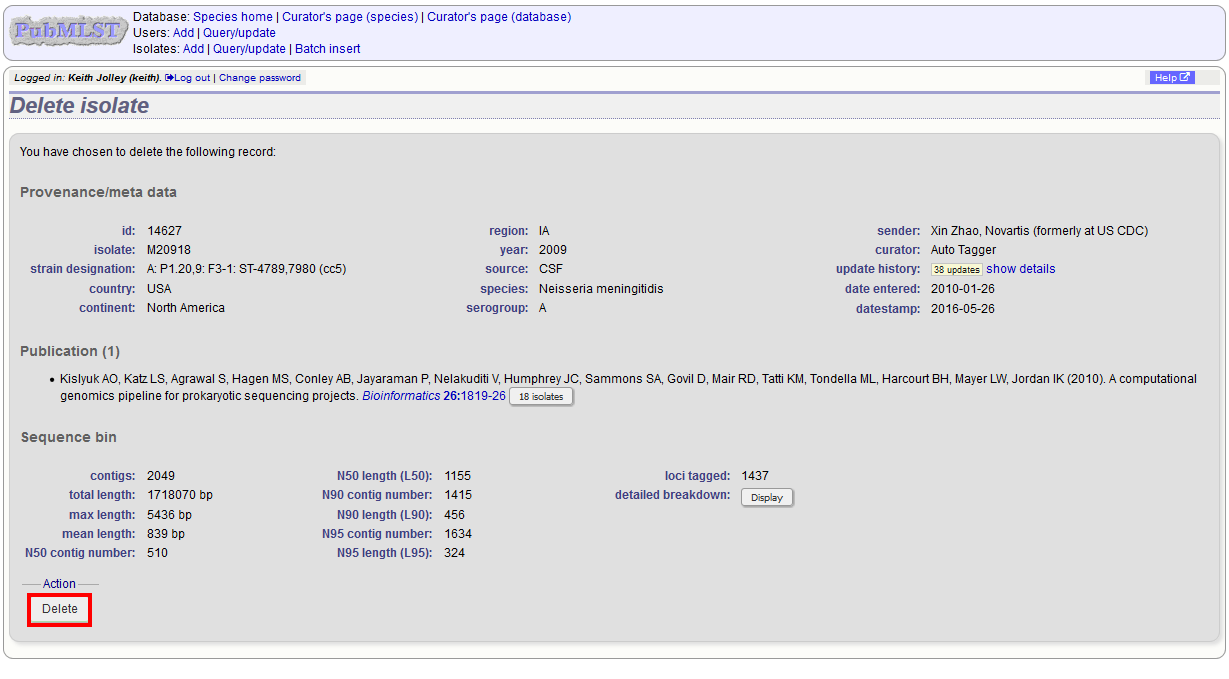 PubMLST
Database: Species home | Curator's page (species) | Curator's page (database)
Users: Add | Query/update
Isolates: Add | Query/update | Batch insert
Logged in: Keith Jolley (keith). Log out | Change password
Help
Delete isolate
You have chosen to delete the following record:
Provenance/meta data
id: 14627 region: IA sender: Xin Zhao, Novartis (formerly at US CDC)
isolate: M20918 year: 2009 curator: Auto Tagger
strain designation: A: P1.20,9: F3-1: ST-4789,7980 (cc5) source: CSF update history: 38 updates show details
country: USA species: Neisseria meningitidis date entered: 2010-01-26
continent: North America serogroup: A datestamp: 2016-05-26
Publication (1)
• Kislyuk AO, Katz LS, Agrawal S, Hagen MS, Conley AB, Jayaraman P, Nelakuditi V, Humphrey JC, Sammons SA, Govil D, Mair RD, Tatti KM, Tondella ML, Harcourt BH, Mayer LW, Jordan IK (2010). A computational
genomics pipeline for prokaryotic sequencing projects. Bioinformatics 26:1819-26 18 isolates
Sequence bin
contigs: 2049 N50 length (L50): 1155 loci tagged: 1437
total length: 1718070 bp N90 contig number: 1415 detailed breakdown: Display
max length: 5436 bp N90 length (L90): 456
mean length: 839 bp N95 contig number: 1634
N50 contig number: 510 N95 length (L95): 324
Action
Delete